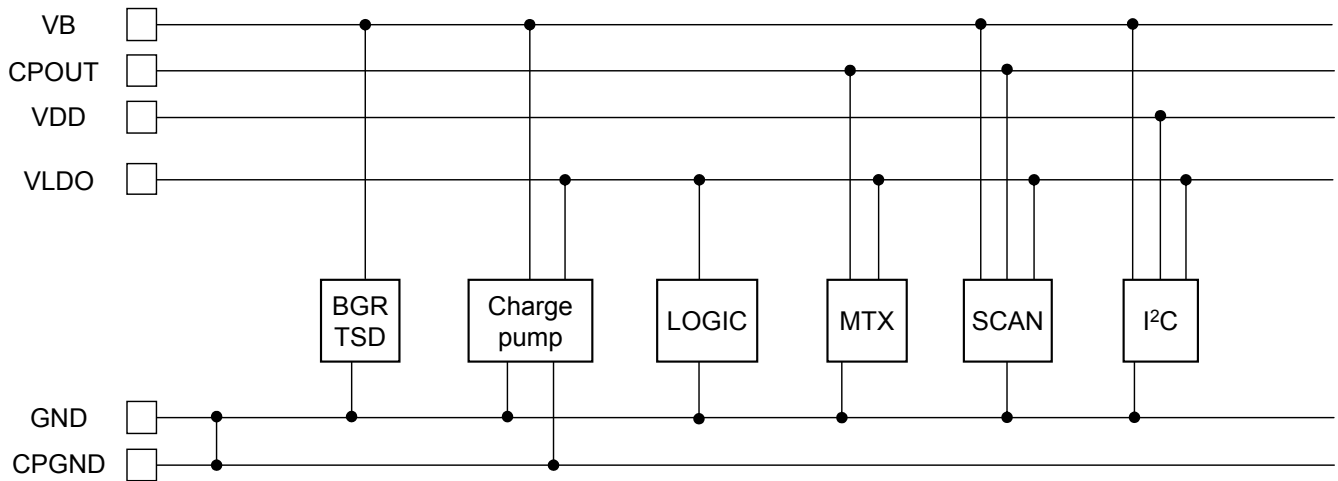 VB
CPOUT
VDD
VLDO
BGR
TSD
Charge
pump
LOGIC
MTX
SCAN
I²C
GND
CPGND